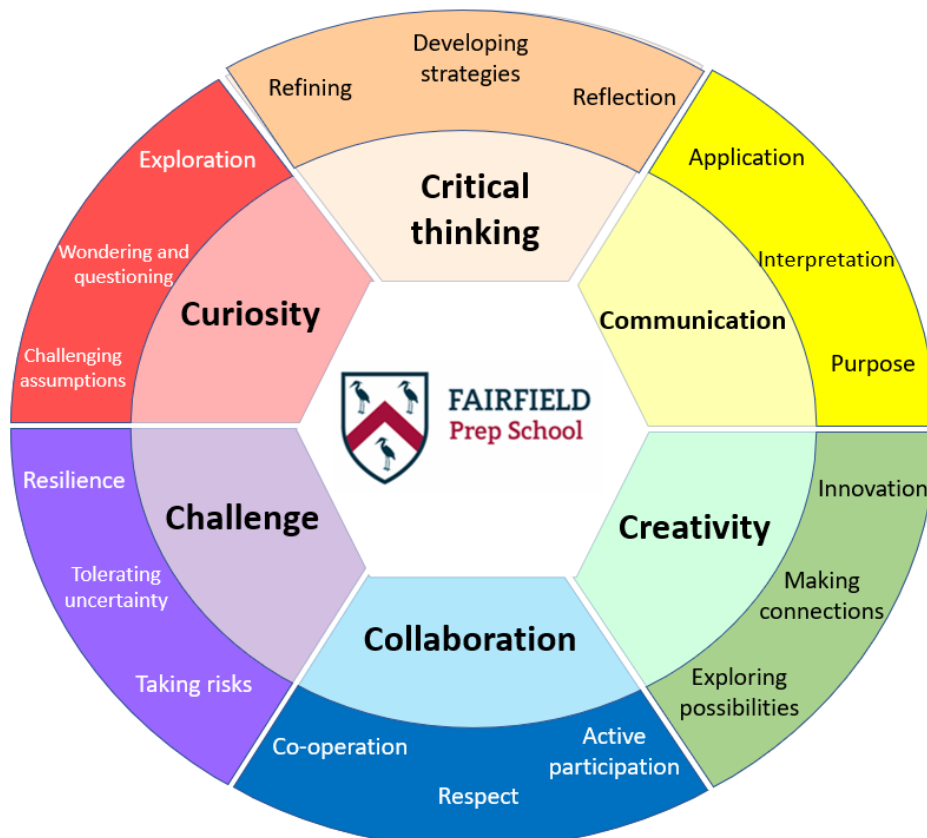 Developing
strategies
Refining
Reflection
Critical
thinking
Application
Interpretation
Purpose
Communication
Innovation
Making
connections
Exploring
possibilities
Creativity
Active
participation
Respect
Co-operation
Collaboration
Taking risks
Tolerating
uncertainty
Resilience
Challenge
Challenging
assumptions
Wondering and
questioning
Exploration
Curiosity
FAIRFIELD
Prep School